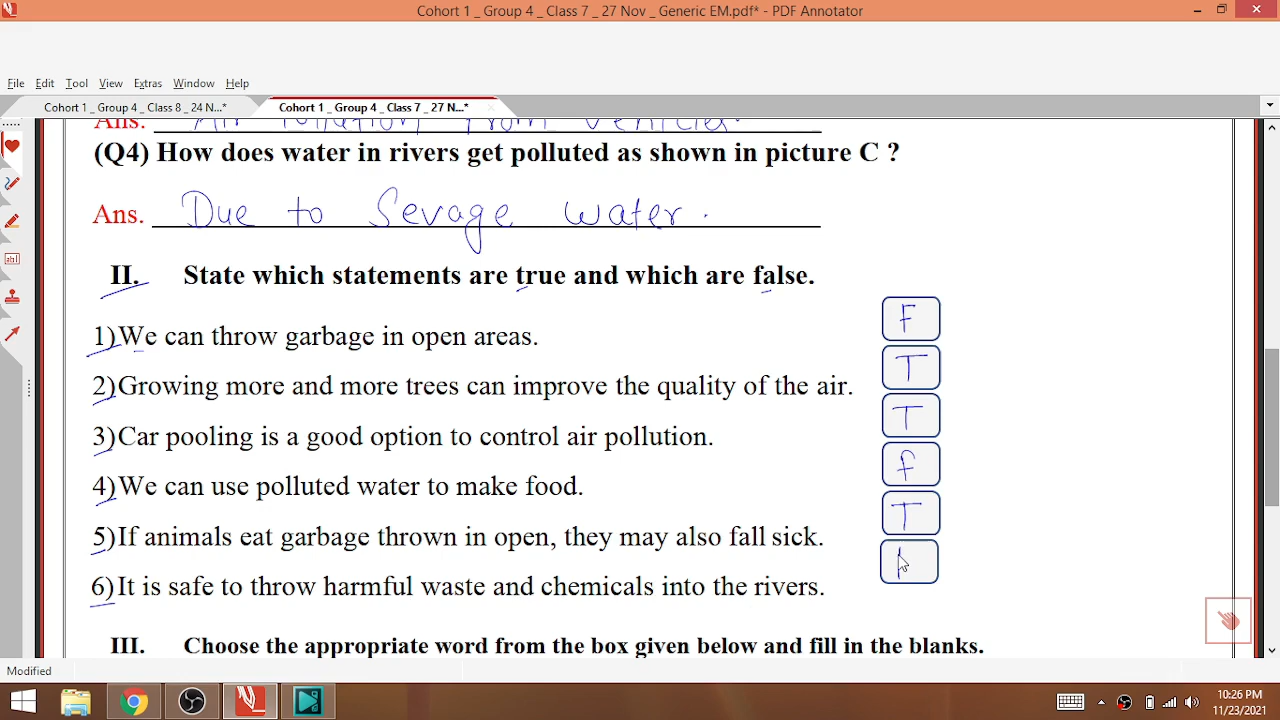 Cohort 1 _ Group 4 _ Class 7 _ 27 Nov _ Generic EM.pdf* - PDF Annotator
File Edit Tool View Extras Window Help
Cohort 1 _ Group 4 _ Class 8 _ 24 N...* Cohort 1 _ Group 4 _ Class 7 _ 27 N...*
Ans. Air Pollution from vehicles.
(Q4) How does water in rivers get polluted as shown in picture C ?
Ans. Due to Sevage water.
II. State which statements are true and which are false.
1) We can throw garbage in open areas. F
2) Growing more and more trees can improve the quality of the air. T
3) Car pooling is a good option to control air pollution. T
4) We can use polluted water to make food. f
5) If animals eat garbage thrown in open, they may also fall sick. T
6) It is safe to throw harmful waste and chemicals into the rivers.
III. Choose the appropriate word from the box given below and fill in the blanks.
Modified
10:26 PM
11/23/2021